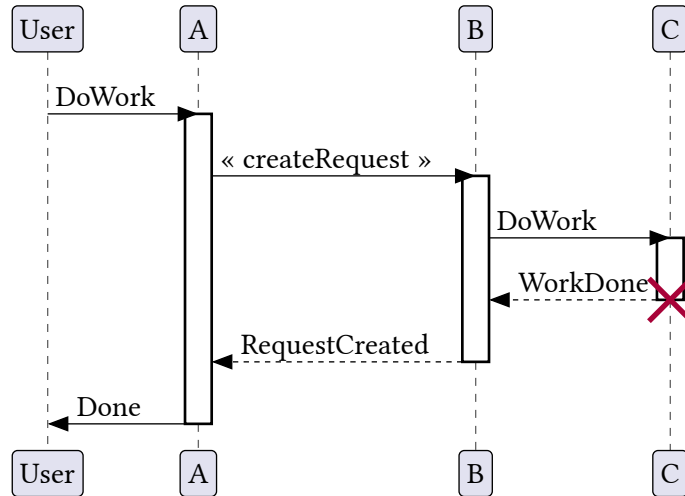 User
A
B
C
DoWork
« createRequest »
DoWork
WorkDone
RequestCreated
Done
User
A
B
C